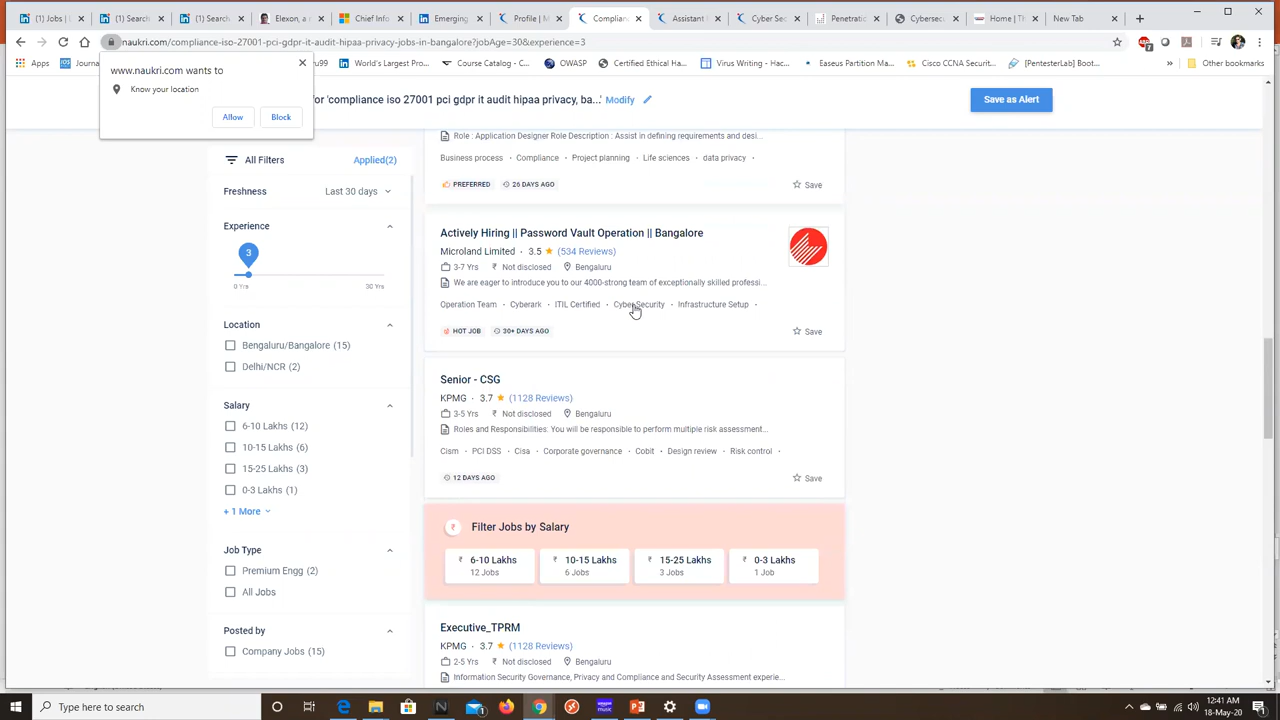 (1) Jobs
(1) Search
(1) Search
Elexon, a
Chief Info
Emerging
Profile | M
Complian
Assistant
Cyber Sec
Penetratic
Cybersecu
Home | Th
New Tab
naukri.com/compliance-iso-27001-pci-gdpr-it-audit-hipaa-privacy-jobs-in-bangalore?jobAge=30&experience=3
Apps
Journ
ru99
World's Largest Pro...
Course Catalog - C...
OWASP
Certified Ethical Ha...
Virus Writing - Hac...
Easeus Partition Ma...
Cisco CCNA Securit...
[PentesterLab] Boot...
»
Other bookmarks
www.naukri.com wants to
Know your location
Allow
Block
for 'compliance iso 27001 pci gdpr it audit hipaa privacy, ba...' Modify
Save as Alert
All Filters
Applied(2)
Freshness
Last 30 days
Experience
3
0 Yrs
30 Yrs
Location
Bengaluru/Bangalore (15)
Delhi/NCR (2)
Salary
6-10 Lakhs (12)
10-15 Lakhs (6)
15-25 Lakhs (3)
0-3 Lakhs (1)
+ 1 More
Job Type
Premium Engg (2)
All Jobs
Posted by
Company Jobs (15)
Role : Application Designer Role Description : Assist in defining requirements and desi...
Business process · Compliance · Project planning · Life sciences · data privacy ·
PREFERRED
26 DAYS AGO
Save
Actively Hiring || Password Vault Operation || Bangalore
Microland Limited · 3.5 ★ (534 Reviews)
3-7 Yrs
₹ Not disclosed
Bengaluru
We are eager to introduce you to our 4000-strong team of exceptionally skilled professi...
Operation Team · Cyberark · ITIL Certified · Cyber Security · Infrastructure Setup ·
HOT JOB
30+ DAYS AGO
Save
Senior - CSG
KPMG · 3.7 ★ (1128 Reviews)
3-5 Yrs
₹ Not disclosed
Bengaluru
Roles and Responsibilities: You will be responsible to perform multiple risk assessment...
Cism · PCI DSS · Cisa · Corporate governance · Cobit · Design review · Risk control ·
12 DAYS AGO
Save
₹ Filter Jobs by Salary
₹ 6-10 Lakhs
12 Jobs
₹ 10-15 Lakhs
6 Jobs
₹ 15-25 Lakhs
3 Jobs
₹ 0-3 Lakhs
1 Job
Executive_TPRM
KPMG · 3.7 ★ (1128 Reviews)
2-5 Yrs
₹ Not disclosed
Bengaluru
Information Security Governance, Privacy and Compliance and Security Assessment experie...
Type here to search
12:41 AM
18-May-20